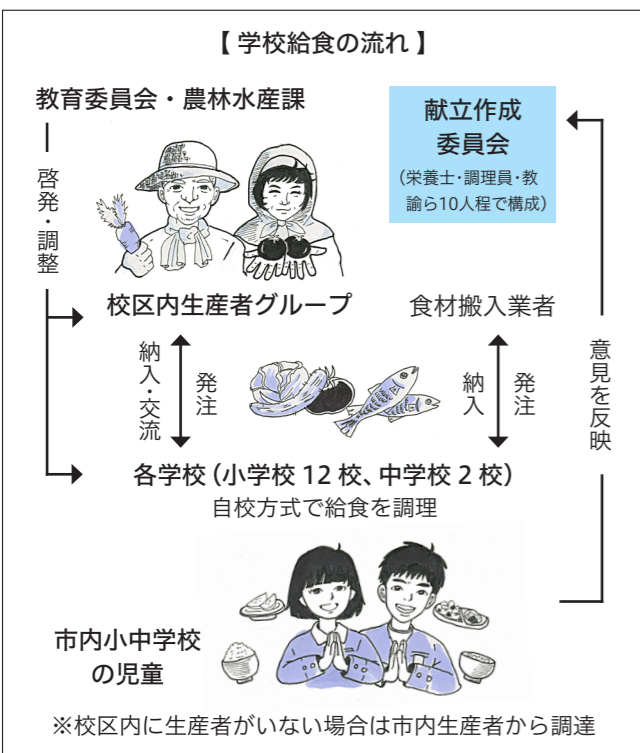 【 学校給食の流れ 】
教育委員会・農林水産課
献立作成
委員会
（栄養士・調理員・教
諭ら10人程で構成）
啓発・調整
校区内生産者グループ
食材搬入業者
納入・交流
発注
納入
発注
意見を反映
各学校（小学校 12 校、中学校 2 校）
自校方式で給食を調理
市内小中学校
の児童
※校区内に生産者がいない場合は市内生産者から調達